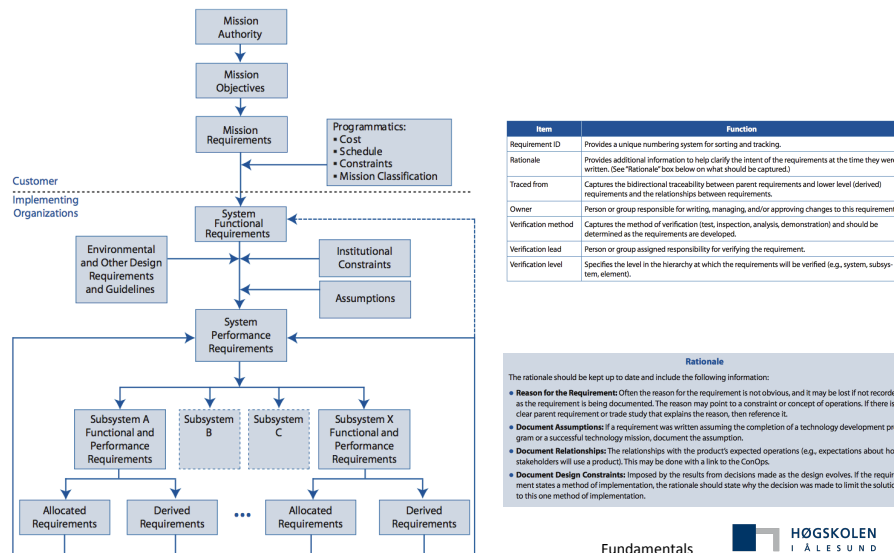 Mission
Authority
Mission
Objectives
Mission
Requirements
Programmatics:
▪ Cost
▪ Schedule
▪ Constraints
▪ Mission Classification
Customer
Implementing
Organizations
System
Functional
Requirements
Environmental
and Other Design
Requirements
and Guidelines
Institutional
Constraints
Assumptions
System
Performance
Requirements
Subsystem A
Functional and
Performance
Requirements
Subsystem
B
Subsystem
C
Subsystem X
Functional and
Performance
Requirements
Allocated
Requirements
Derived
Requirements
•••
Allocated
Requirements
Derived
Requirements
Item Function
Requirement ID Provides a unique numbering system for sorting and tracking.
Rationale Provides additional information to help clarify the intent of the requirements at the time they were
written. (See "Rationale" box below on what should be captured.)
Traced from Captures the bidirectional traceability between parent requirements and lower level (derived)
requirements and the relationships between requirements.
Owner Person or group responsible for writing, managing, and/or approving changes to this requirement
Verification method Captures the method of verification (test, inspection, analysis, demonstration) and should be
determined as the requirements are developed.
Verification lead Person or group assigned responsibility for verifying the requirement.
Verification level Specifies the level in the hierarchy at which the requirements will be verified (e.g., system, subsys-
tem, element).
Rationale
The rationale should be kept up to date and include the following information:
● Reason for the Requirement: Often the reason for the requirement is not obvious, and it may be lost if not recorde
as the requirement is being documented. The reason may point to a constraint or concept of operations. If there is
clear parent requirement or trade study that explains the reason, then reference it.
● Document Assumptions: If a requirement was written assuming the completion of a technology development pr
gram or a successful technology mission, document the assumption.
● Document Relationships: The relationships with the product's expected operations (e.g., expectations about ho
stakeholders will use a product). This may be done with a link to the ConOps.
● Document Design Constraints: Imposed by the results from decisions made as the design evolves. If the requir
ment states a method of implementation, the rationale should state why the decision was made to limit the solutio
to this one method of implementation.
Fundamentals
HØGSKOLEN
I ÅLESUND